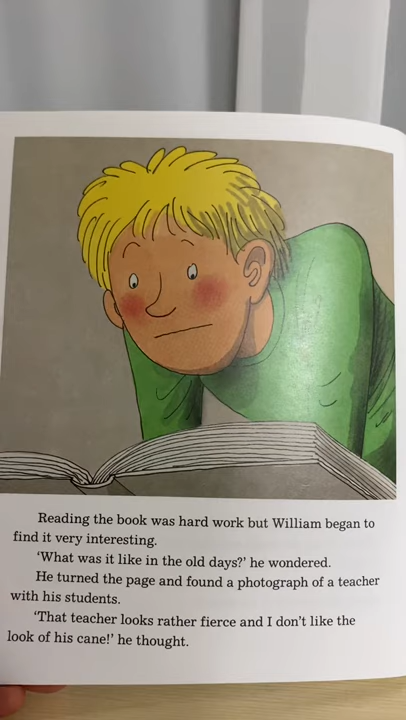 Reading the book was hard work but William began to
find it very interesting.
‘What was it like in the old days?’ he wondered.
He turned the page and found a photograph of a teacher
with his students.
‘That teacher looks rather fierce and I don’t like the
look of his cane!’ he thought.